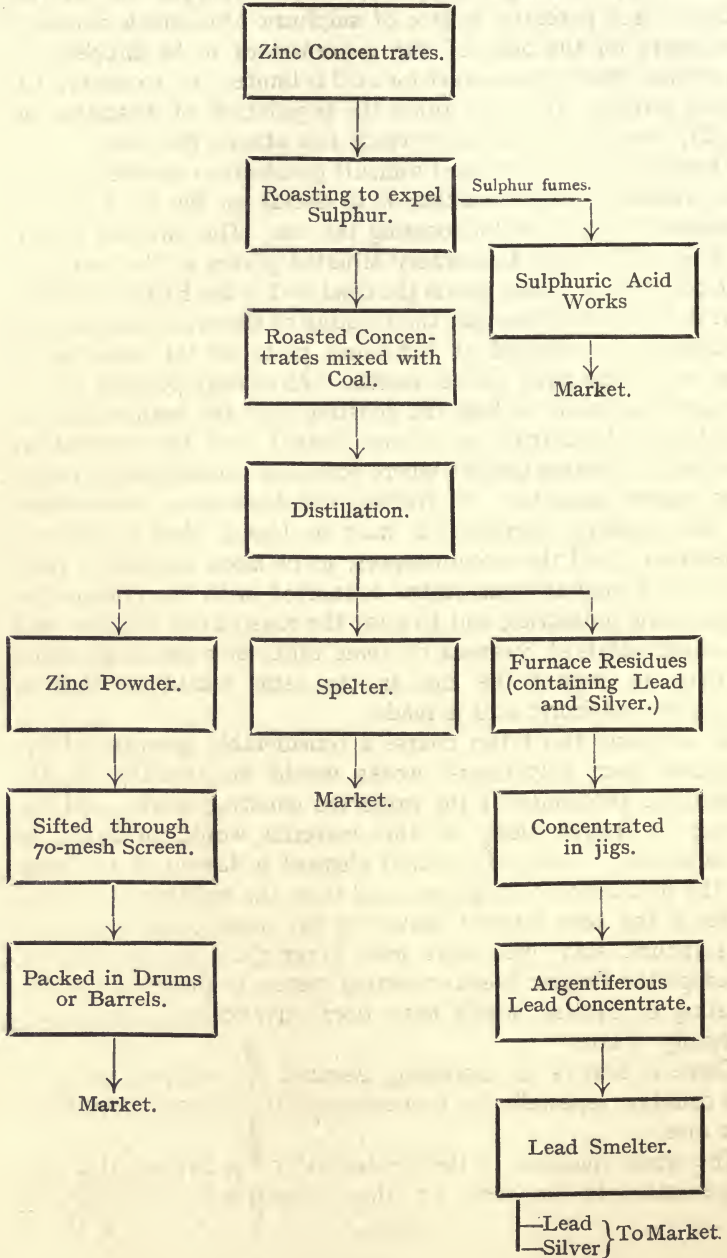 Zinc Concentrates.
Roasting to expel
Sulphur.
Sulphur fumes.
Sulphuric Acid
Works
Market.
Roasted Concen-
trates mixed with
Coal.
Distillation.
Zinc Powder.
Spelter.
Furnace Residues
(containing Lead
and Silver.)
Market.
Sifted through
70-mesh Screen.
Concentrated
in jigs.
Packed in Drums
or Barrels.
Argentiferous
Lead Concentrate.
Market.
Lead Smelter.
Lead
Silver } To Market.